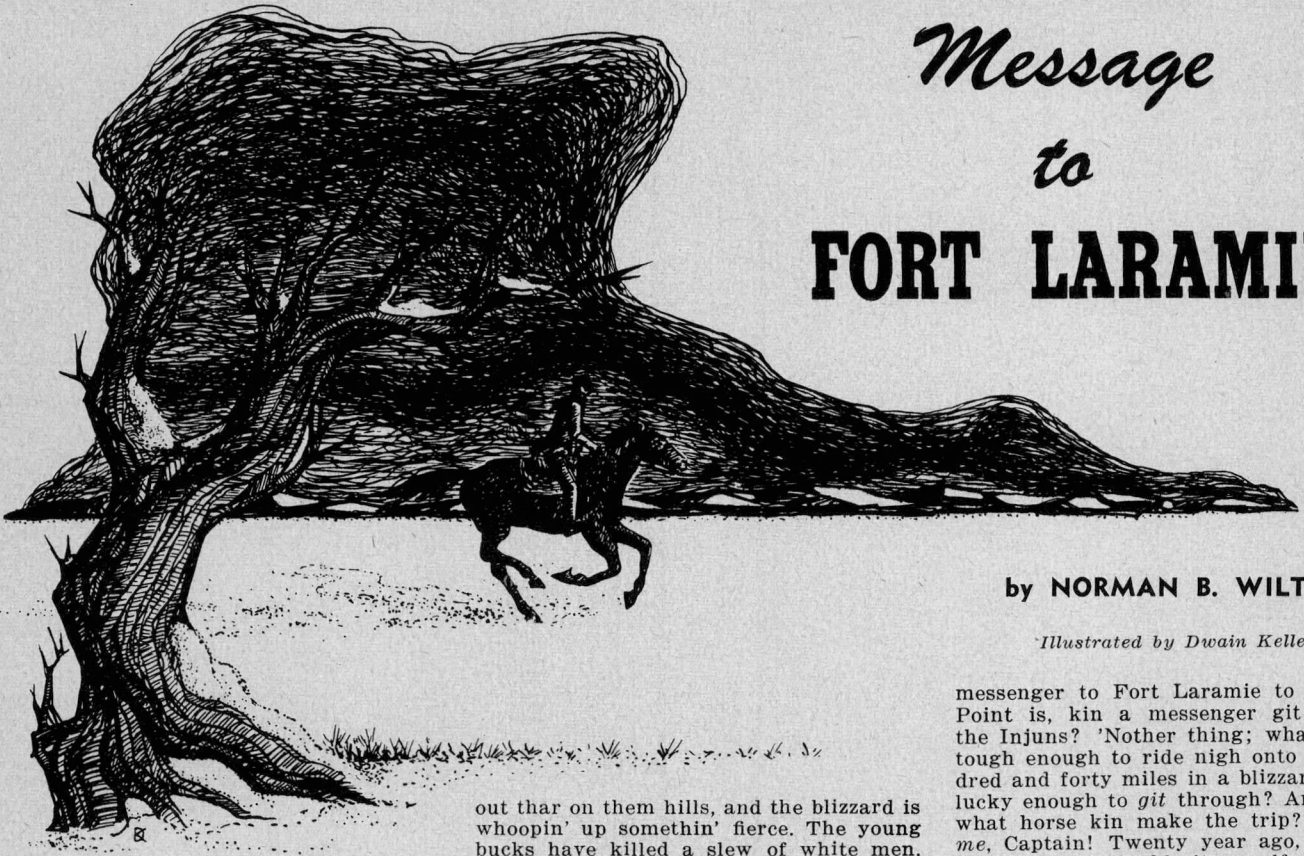 Message
to
FORT LARAMI
by NORMAN B. WILT
Illustrated by Dwain Kelle
out thar on them hills, and the blizzard is
whoopin' up somethin' fierce. The young
bucks have killed a slew of white men.
messenger to Fort Laramie to
Point is, kin a messenger git
the Injuns? 'Nother thing; wha
tough enough to ride nigh onto
dred and forty miles in a blizzar
lucky enough to git through? An
what horse kin make the trip?
me, Captain! Twenty year ago,